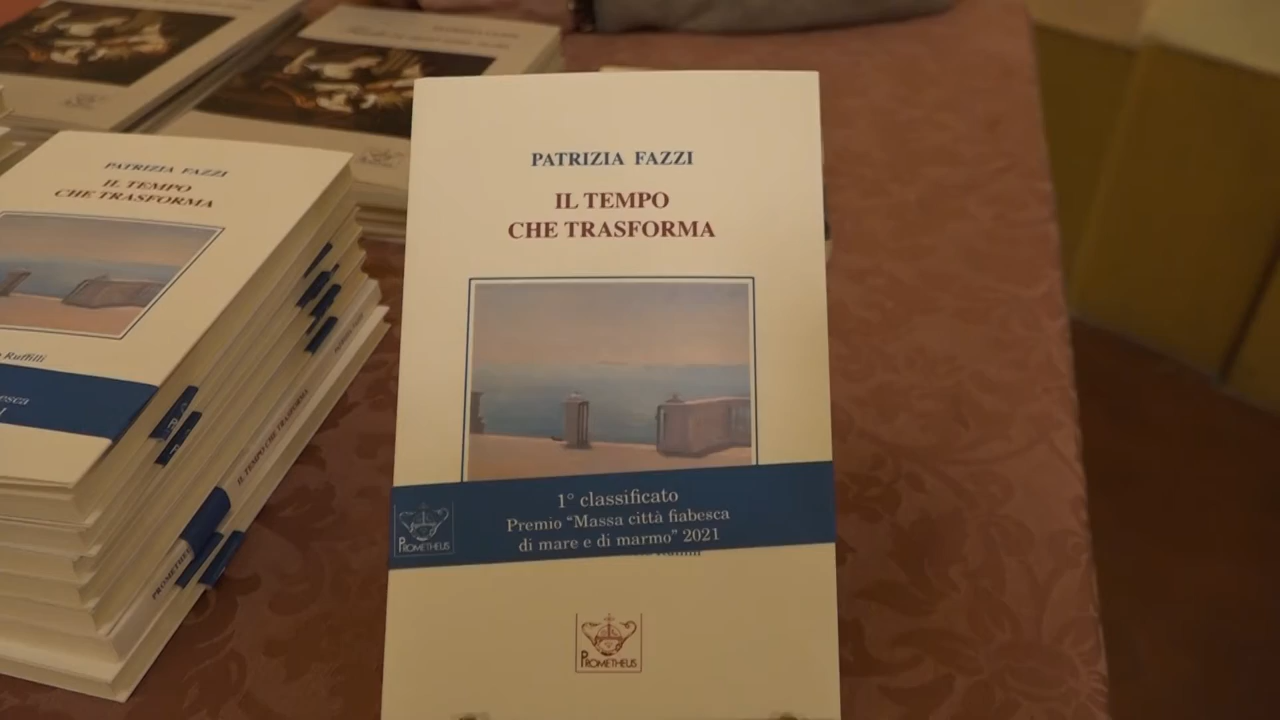 PATRIZIA FAZZI
IL TEMPO
CHE TRASFORMA
1° classificato
Premio “Massa città fiabesca
di mare e di marmo” 2021
PROMETHEUS
PROMETHEUS
PATRIZIA FAZZI
IL TEMPO
CHE TRASFORMA
Ruffilli
IL TEMPO CHE TRASFORMA